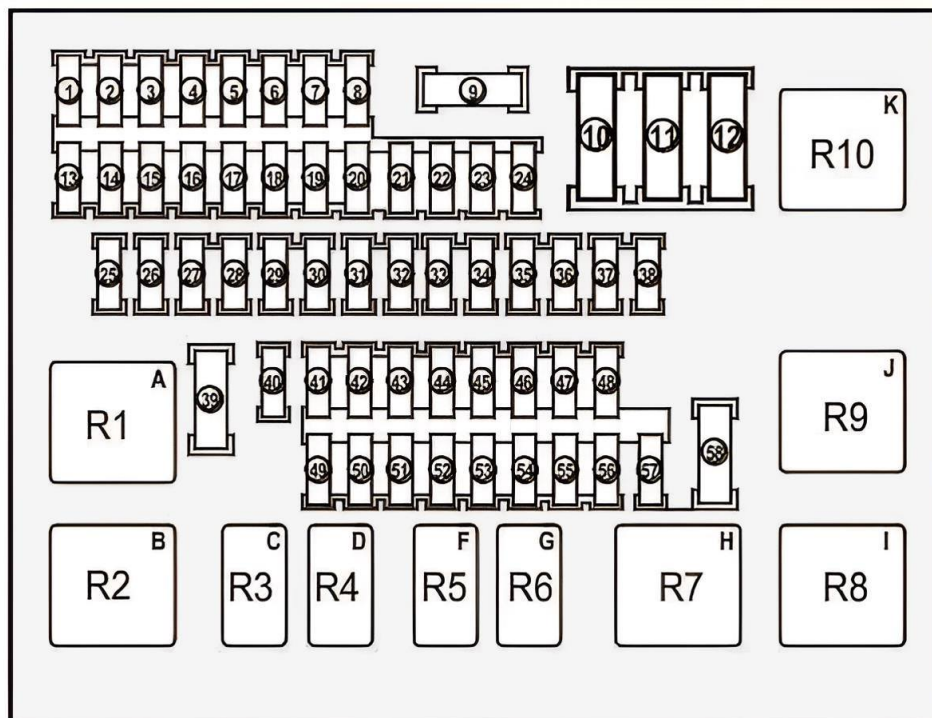 1 2 3 4 5 6 7 8 9 10 11 12
K
R10
13 14 15 16 17 18 19 20 21 22 23 24
25 26 27 28 29 30 31 32 33 34 35 36 37 38
A
R1
39 40 41 42 43 44 45 46 47 48
J
R9
49 50 51 52 53 54 55 56 57 58
B C D F G H I
R2 R3 R4 R5 R6 R7 R8